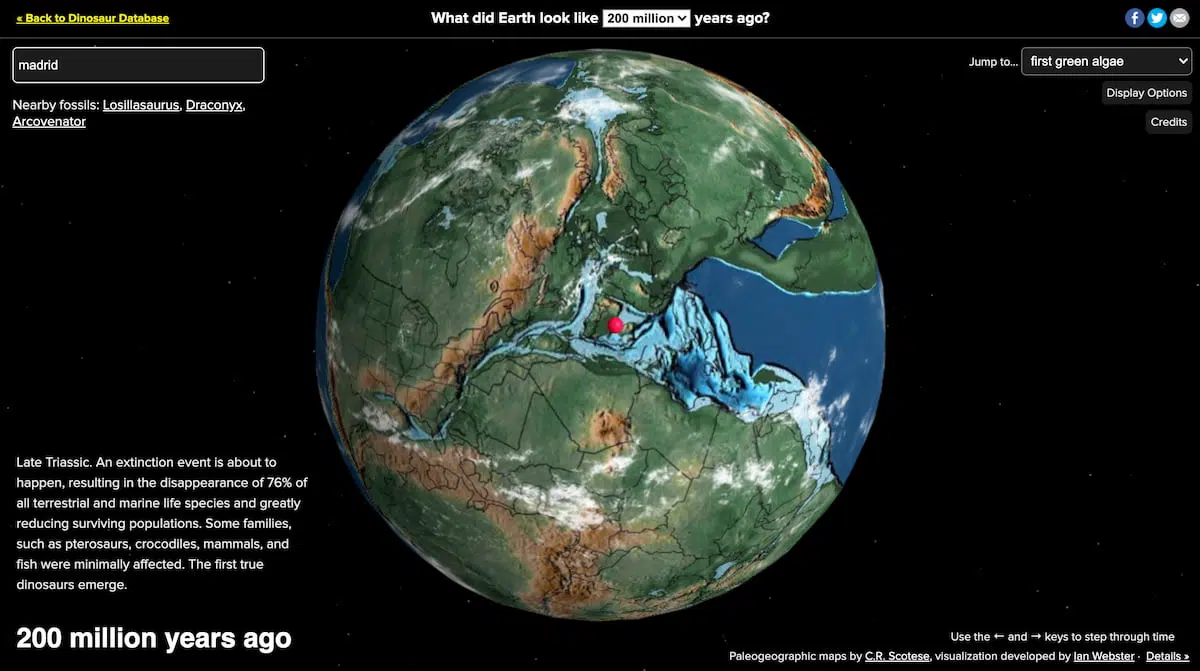 « Back to Dinosaur Database
What did Earth look like 200 million years ago?
madrid
Jump to... first green algae
Nearby fossils: Losillasaurus, Draconyx,
Arcovenator
Display Options
Credits
Late Triassic. An extinction event is about to
happen, resulting in the disappearance of 76% of
all terrestrial and marine life species and greatly
reducing surviving populations. Some families,
such as pterosaurs, crocodiles, mammals, and
fish were minimally affected. The first true
dinosaurs emerge.
200 million years ago
Use the ← and → keys to step through time
Paleogeographic maps by C.R. Scotese, visualization developed by Ian Webster · Details »